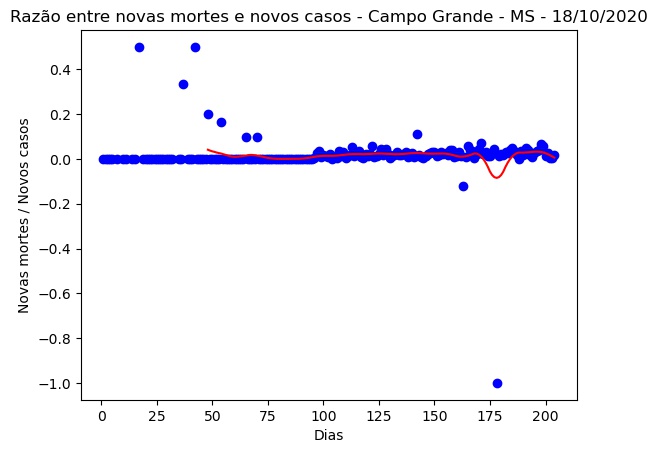 Razão entre novas mortes e novos casos - Campo Grande - MS - 18/10/2020
Novas mortes / Novos casos
0.4
0.2
0.0
−0.2
−0.4
−0.6
−0.8
−1.0
0 25 50 75 100 125 150 175 200
Dias